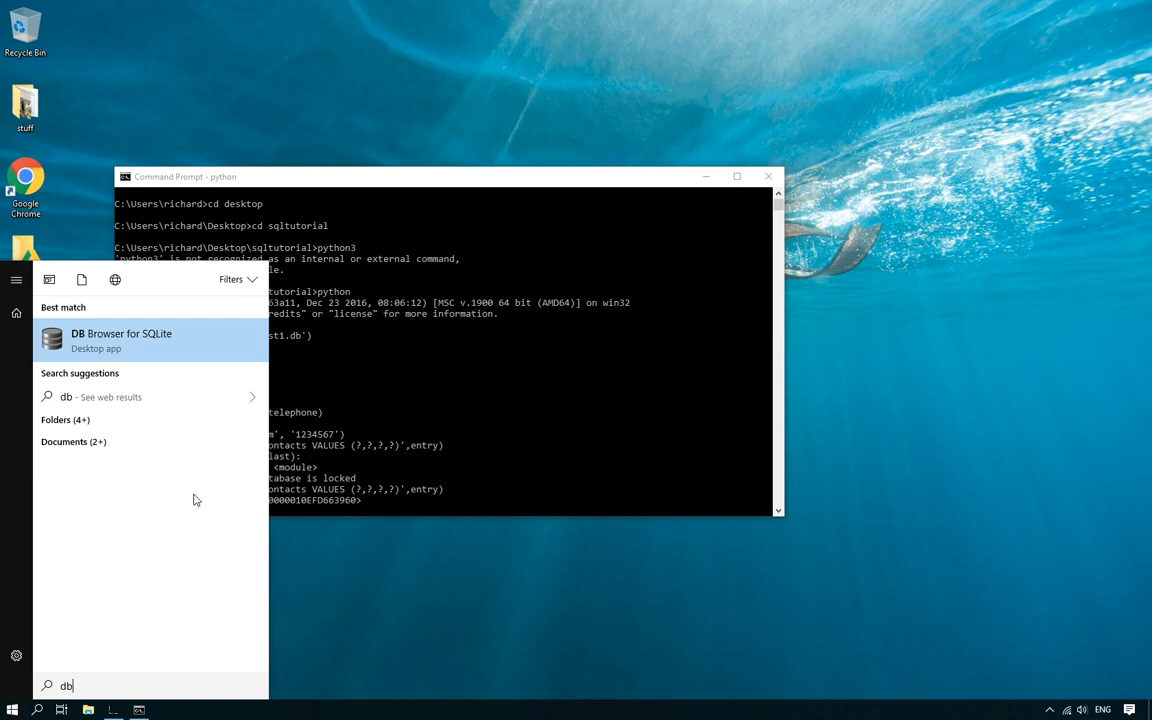 Recycle Bin
stuff
Google
Chrome
Command Prompt - python
C:\Users\richard>cd desktop
C:\Users\richard\Desktop>cd sqltutorial
C:\Users\richard\Desktop\sqltutorial>python3
'python3' is not recognized as an internal or external command,
le.
python
63a11, Dec 23 2016, 08:06:12) [MSC v.1900 64 bit (AMD64)] on win32
redits" or "license" for more information.
st1.db')
telephone)
m', '1234567')
ontacts VALUES (?,?,?,?)',entry)
last):
<module>
tabase is locked
ontacts VALUES (?,?,?,?)',entry)
0000010EFD663960>
Filters
Best match
DB Browser for SQLite
Desktop app
Search suggestions
db - See web results
Folders (4+)
Documents (2+)
db
ENG